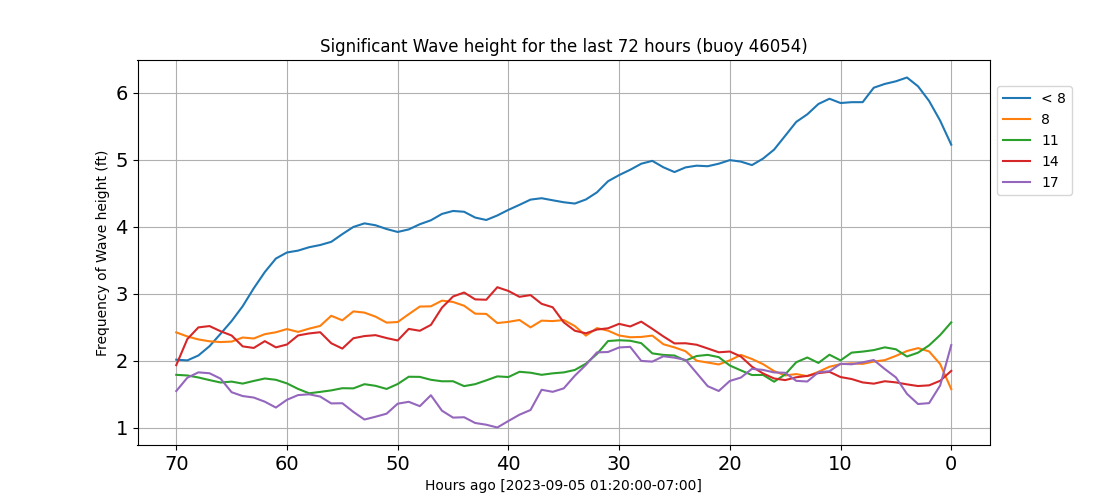 Significant Wave height for the last 72 hours (buoy 46054)
Frequency of Wave height (ft)
6
5
4
3
2
1
70 60 50 40 30 20 10 0
Hours ago [2023-09-05 01:20:00-07:00]
< 8
8
11
14
17